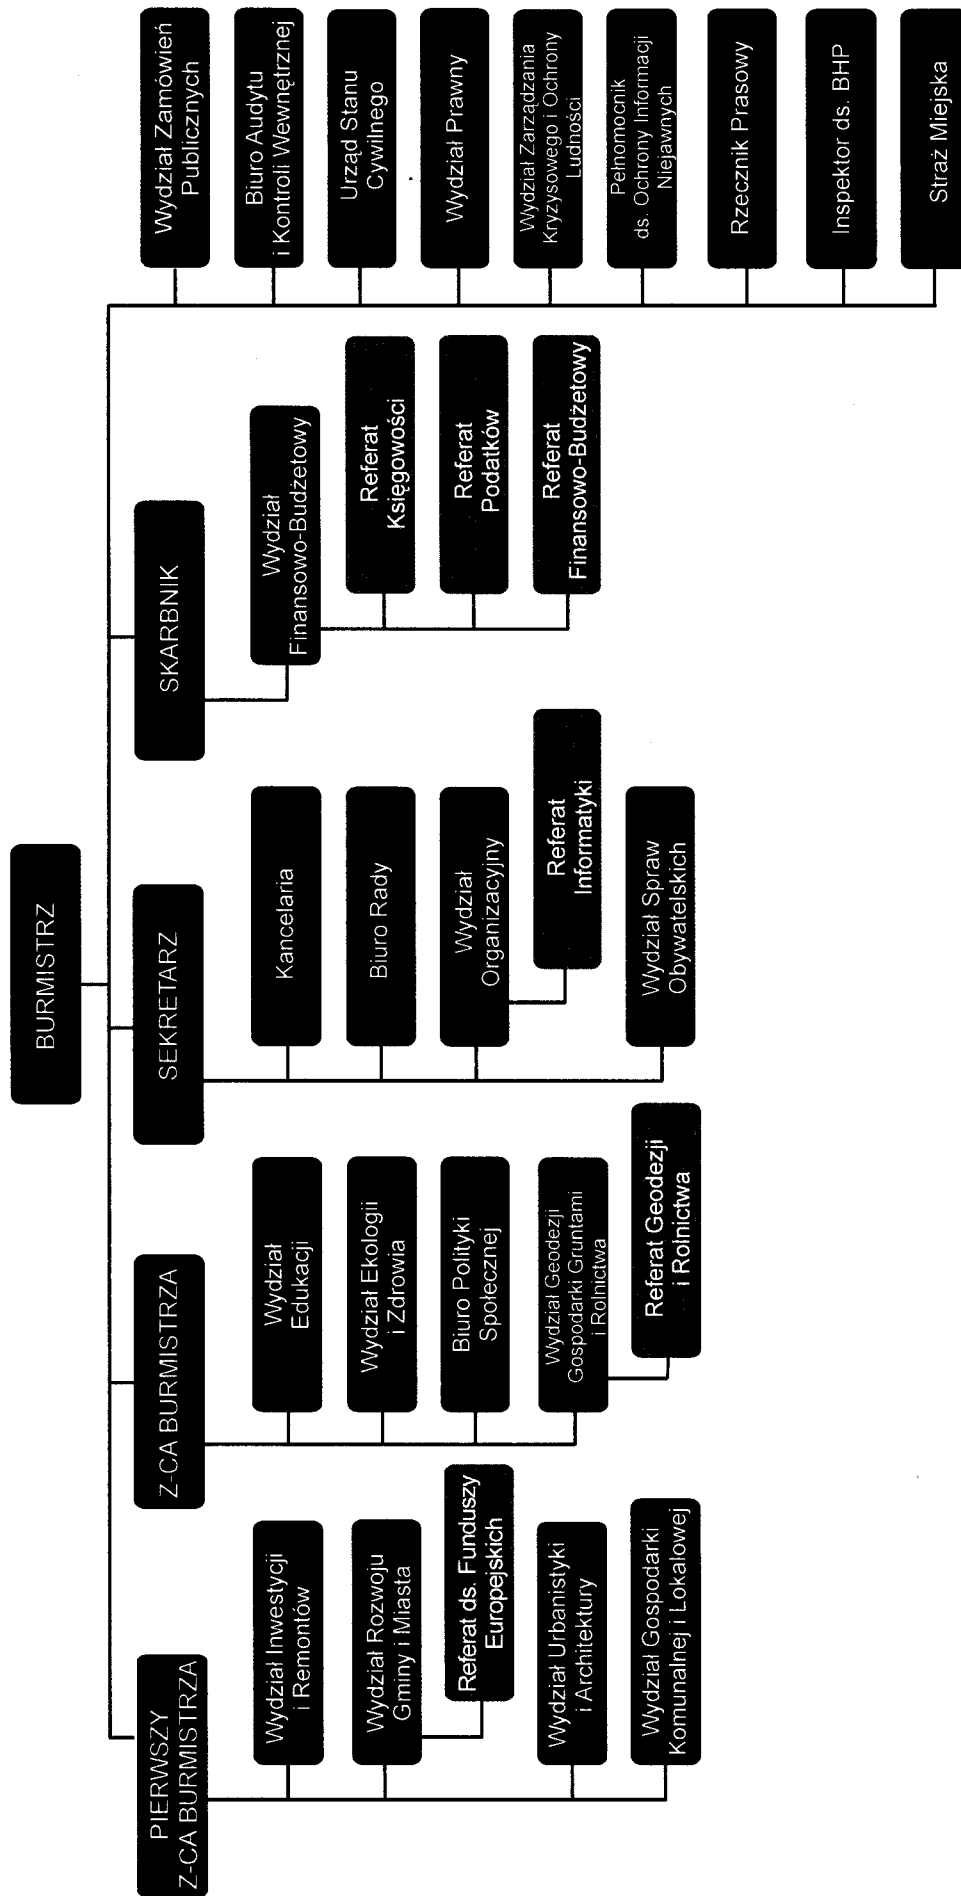 BURMISTRZ
PIERWSZY
Z-CA BURMISTRZA
Wydział Inwestycji
i Remontów
Wydział Rozwoju
Gminy i Miasta
Referat ds. Funduszy
Europejskich
Wydział Urbanistyki
i Architektury
Wydział Gospodarki
Komunalnej i Lokalowej
Z-CA BURMISTRZA
Wydział
Edukacji
Wydział Ekologii
i Zdrowia
Biuro Polityki
Społecznej
Wydział Geodezji
Gospodarki Gruntami
i Rolnictwa
Referat Geodezji
i Rolnictwa
SEKRETARZ
Kancelaria
Biuro Rady
Wydział
Organizacyjny
Referat
Informatyki
Wydział Spraw
Obywatelskich
SKARBNIK
Wydział
Finansowo-Budżetowy
Referat
Księgowości
Referat
Podatków
Referat
Finansowo-Budżetowy
Wydział Zamówień
Publicznych
Biuro Audytu
i Kontroli Wewnętrznej
Urząd Stanu
Cywilnego
Wydział Prawny
Wydział Zarządzania
Kryzysowego i Ochrony
Ludności
Pełnomocnik
ds. Ochrony Informacji
Niejawnych
Rzecznik Prasowy
Inspektor ds. BHP
Straż Miejska